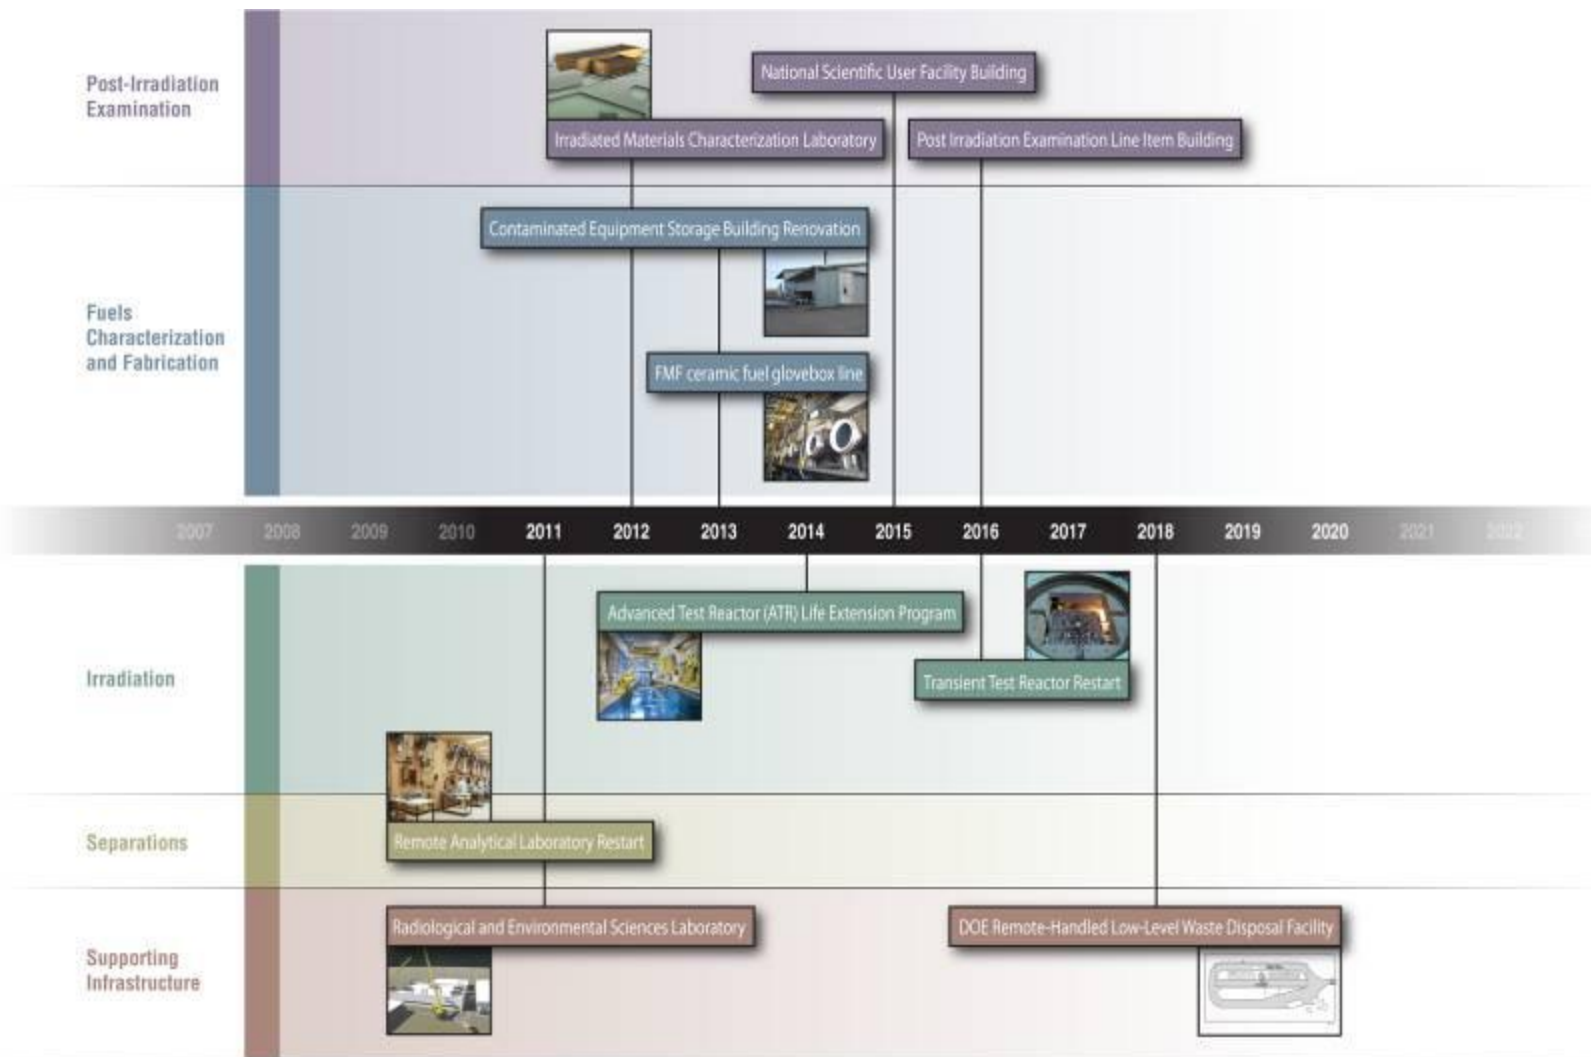 Post-Irradiation
Examination
National Scientific User Facility Building
Irradiated Materials Characterization Laboratory
Post Irradiation Examination Line Item Building
Contaminated Equipment Storage Building Renovation
Fuels
Characterization
and Fabrication
FMF ceramic fuel glovebox line
2007 2008 2009 2010 2011 2012 2013 2014 2015 2016 2017 2018 2019 2020 2021 2022
Advanced Test Reactor (ATR) Life Extension Program
Irradiation
Transient Test Reactor Restart
Separations
Remote Analytical Laboratory Restart
Radiological and Environmental Sciences Laboratory
DOE Remote-Handled Low-Level Waste Disposal Facility
Supporting
Infrastructure